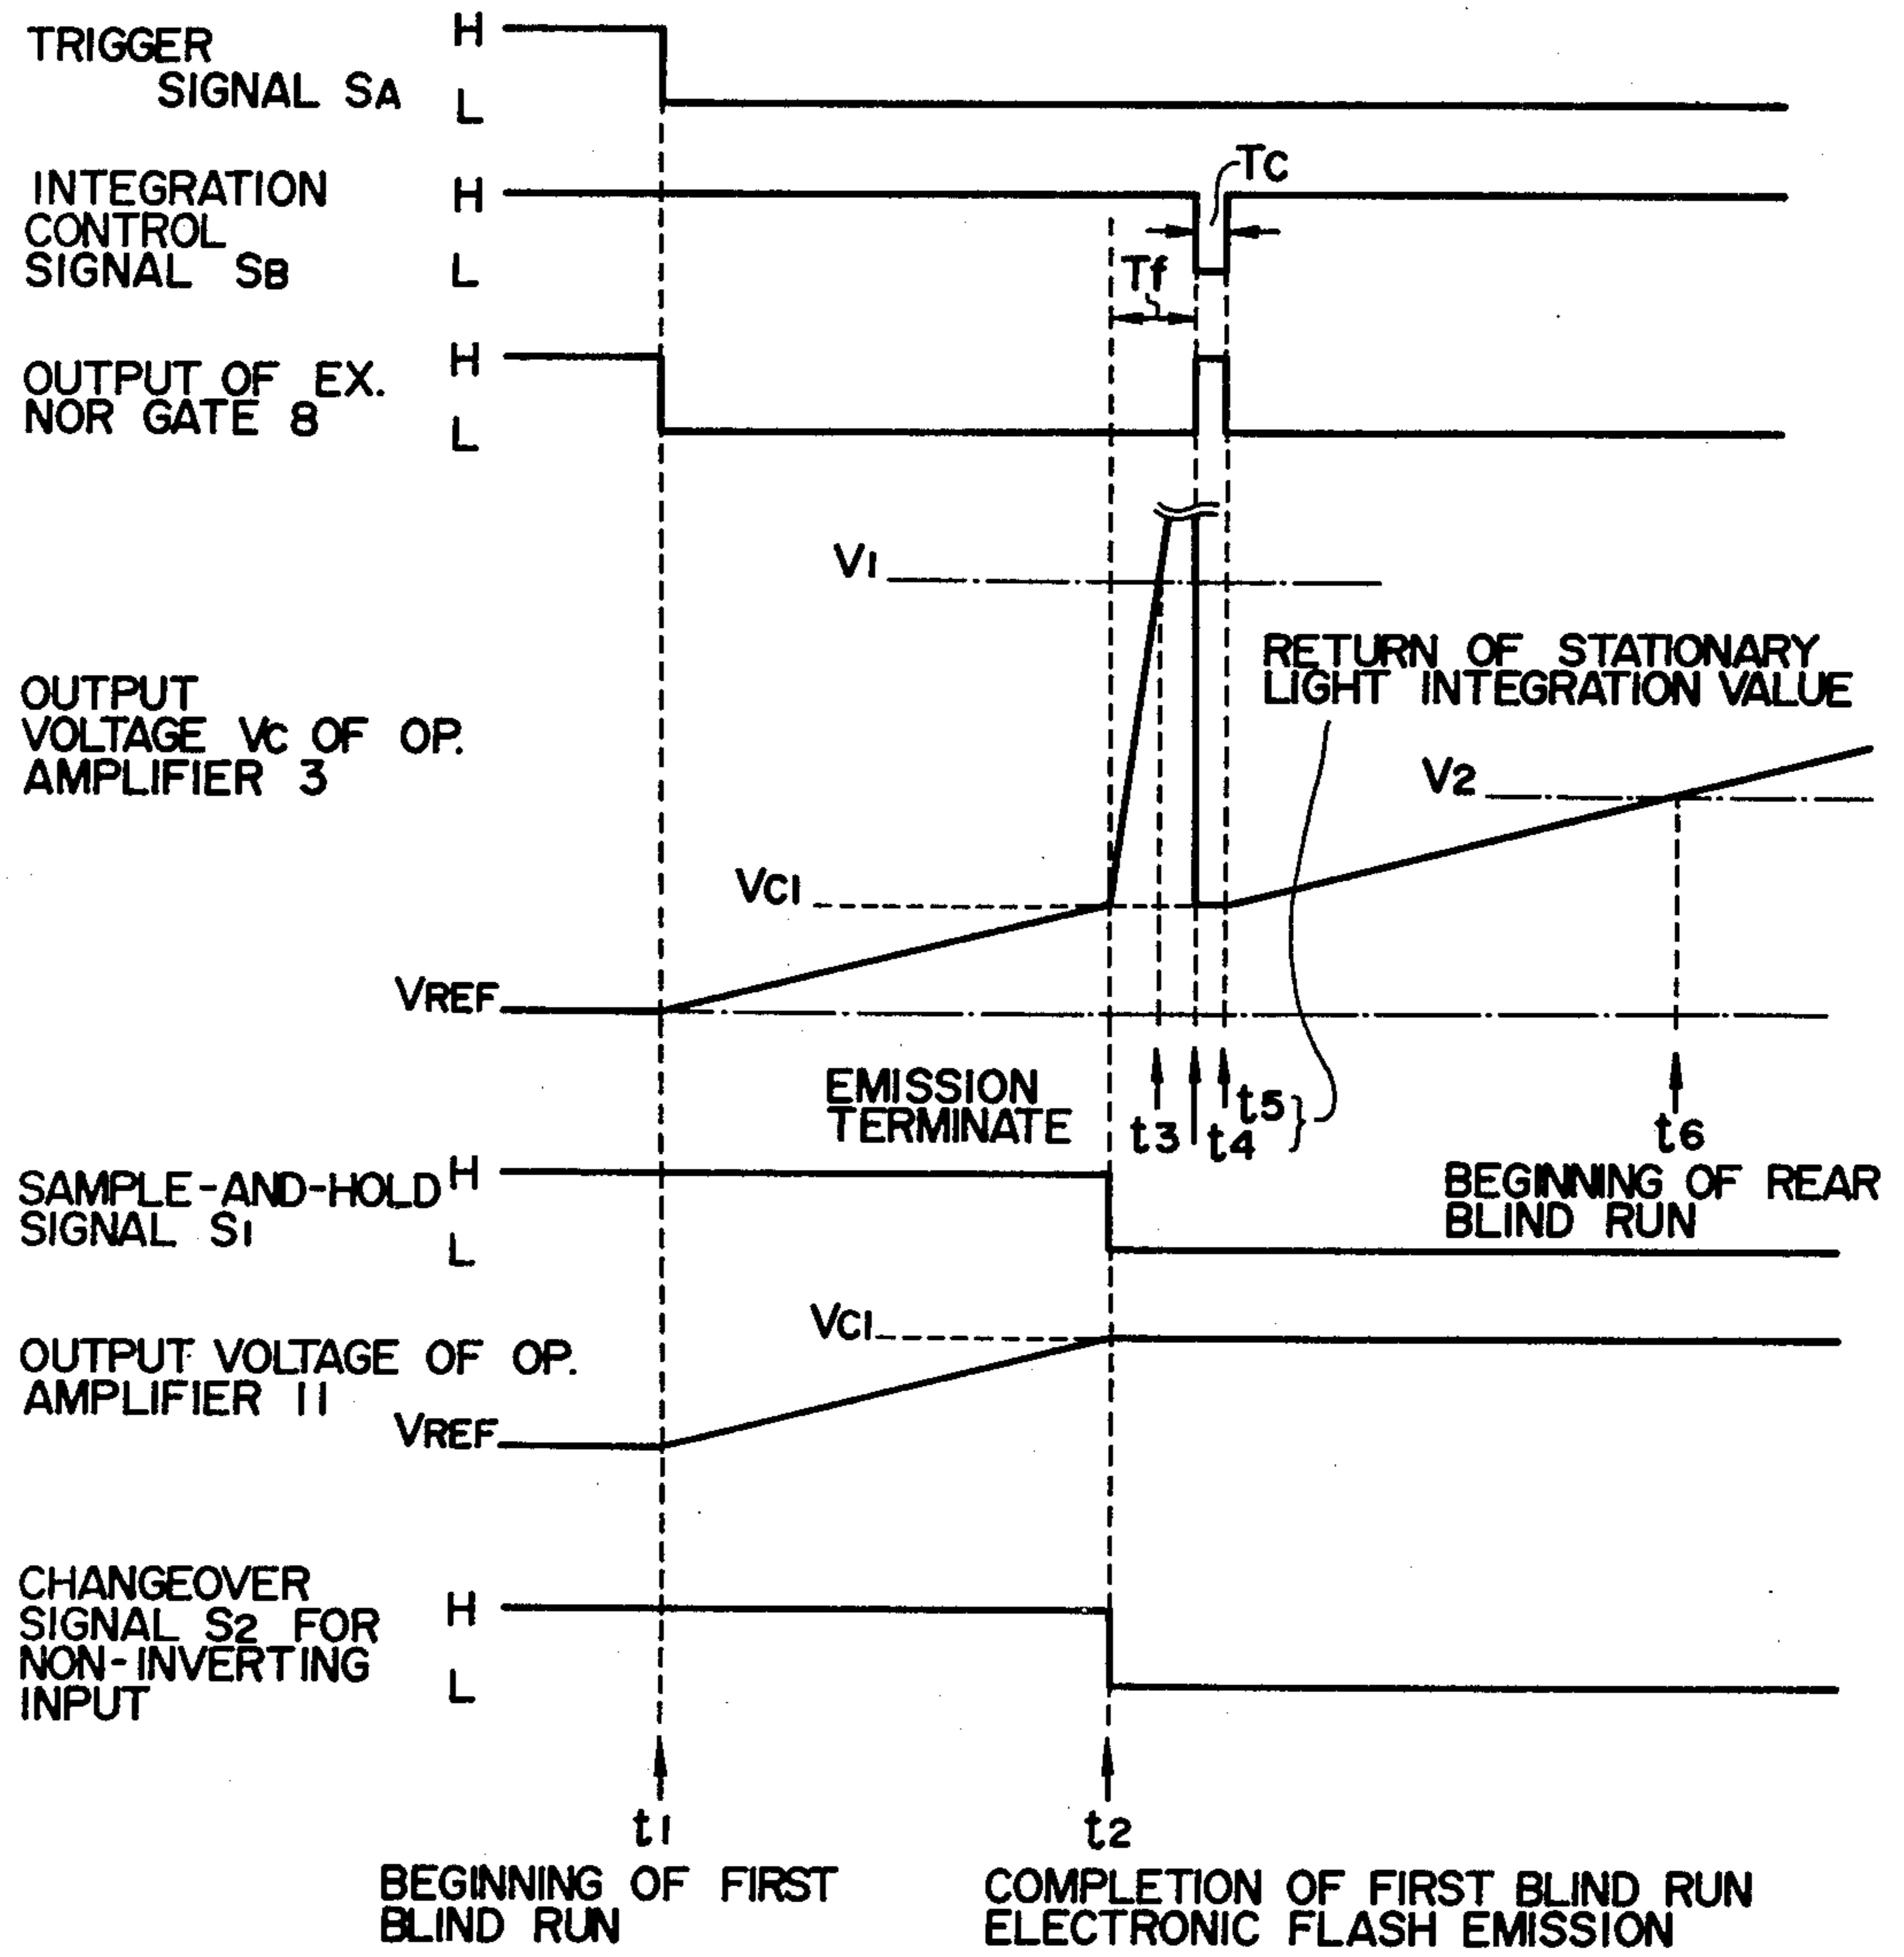 TRIGGER
SIGNAL SA
H
L
INTEGRATION
CONTROL
SIGNAL SB
H
L
TC
Tf
OUTPUT OF EX.
NOR GATE 8
H
L
OUTPUT
VOLTAGE VC OF OP.
AMPLIFIER 3
V1
RETURN OF STATIONARY
LIGHT INTEGRATION VALUE
V2
VC1
VREF
EMISSION
TERMINATE
t3
t4
t5
t6
BEGINNING OF REAR
BLIND RUN
SAMPLE-AND-HOLD
SIGNAL S1
H
L
OUTPUT VOLTAGE OF OP.
AMPLIFIER 11
VC1
VREF
CHANGEOVER
SIGNAL S2 FOR
NON-INVERTING
INPUT
H
L
t1
BEGINNING OF FIRST
BLIND RUN
t2
COMPLETION OF FIRST BLIND RUN
ELECTRONIC FLASH EMISSION